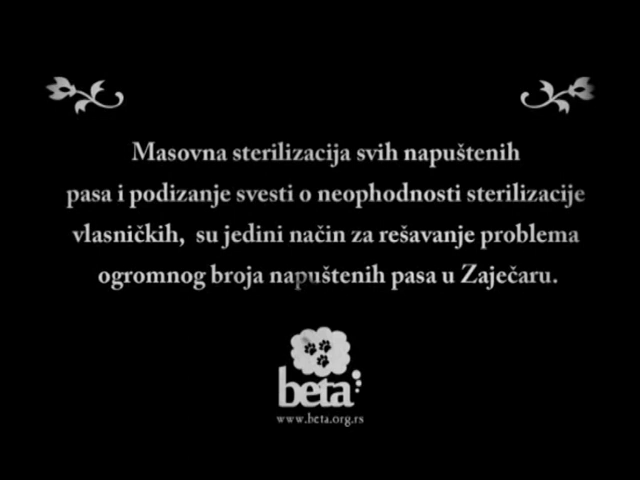 Masovna sterilizacija svih napuštenih
pasa i podizanje svesti o neophodnosti sterilizacije
vlasničkih, su jedini način za rešavanje problema
ogromnog broja napuštenih pasa u Zaječaru.
beta
www.beta.org.rs